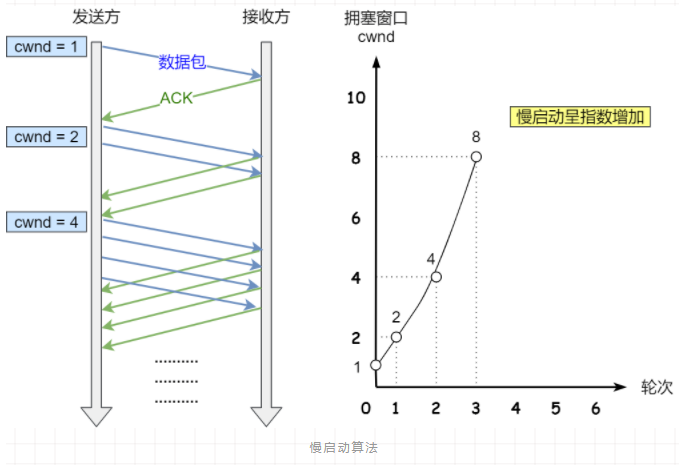 发送方
接收方
cwnd = 1
数据包
ACK
cwnd = 2
cwnd = 4
..........
..........
..........
拥塞窗口
cwnd
慢启动呈指数增加
10
8
8
6
4
4
2
2
1
轮次
0 1 2 3 4 5 6
慢启动算法